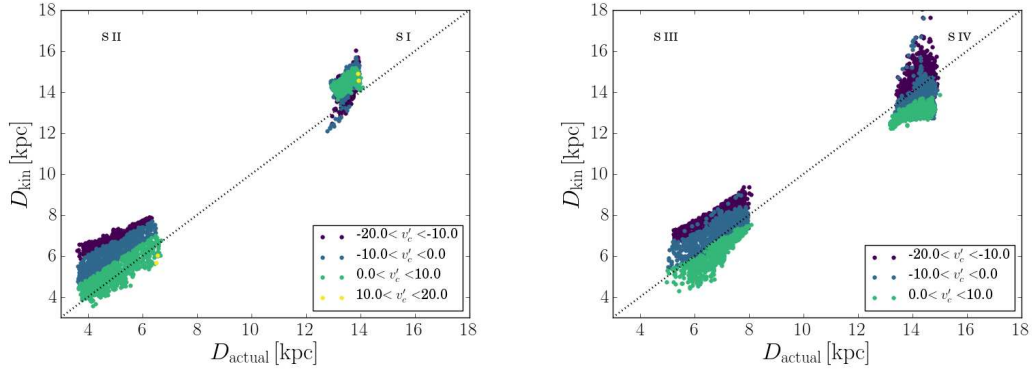 18
16
14
12
10
8
6
4
4 6 8 10 12 14 16 18
D_kin [kpc]
D_actual [kpc]
S II
S I
-20.0< v′_c <-10.0
-10.0< v′_c <0.0
0.0< v′_c <10.0
10.0< v′_c <20.0
18
16
14
12
10
8
6
4
4 6 8 10 12 14 16 18
D_kin [kpc]
D_actual [kpc]
S III
S IV
-20.0< v′_c <-10.0
-10.0< v′_c <0.0
0.0< v′_c <10.0